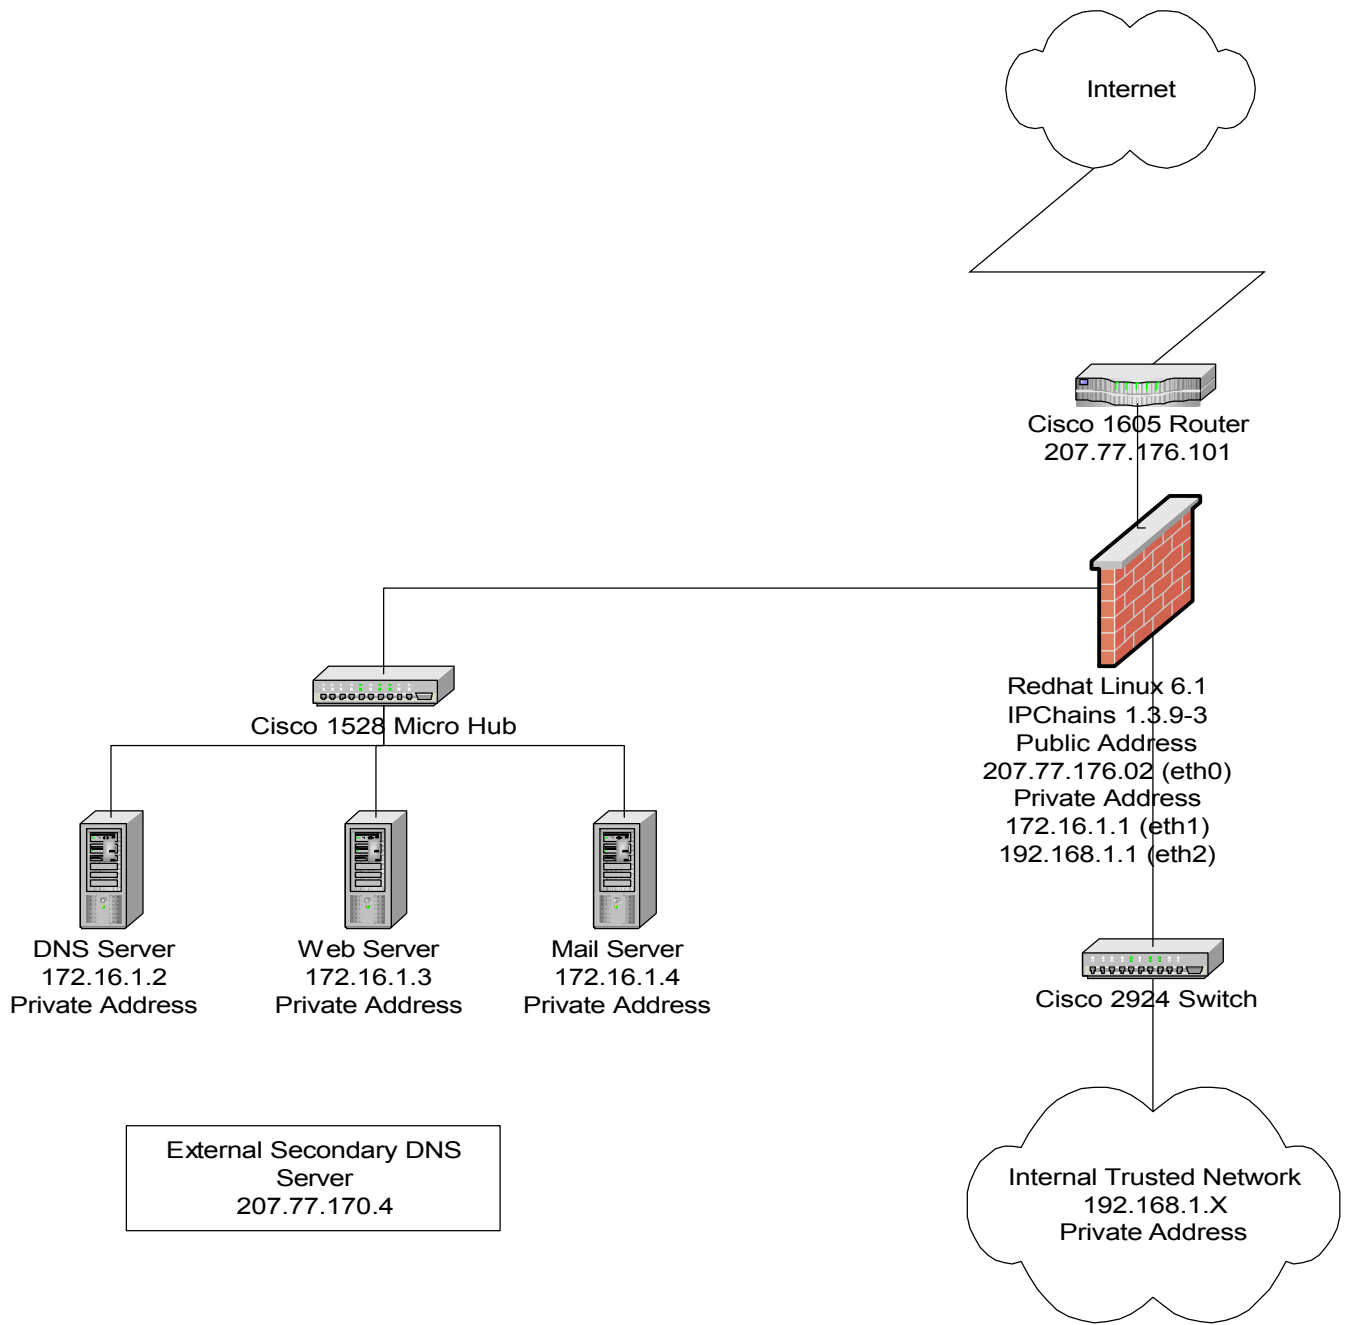 Internet
Cisco 1605 Router
207.77.176.101
Redhat Linux 6.1
IPChains 1.3.9-3
Public Address
207.77.176.02 (eth0)
Private Address
172.16.1.1 (eth1)
192.168.1.1 (eth2)
Cisco 1528 Micro Hub
DNS Server
172.16.1.2
Private Address
Web Server
172.16.1.3
Private Address
Mail Server
172.16.1.4
Private Address
Cisco 2924 Switch
External Secondary DNS
Server
207.77.170.4
Internal Trusted Network
192.168.1.X
Private Address